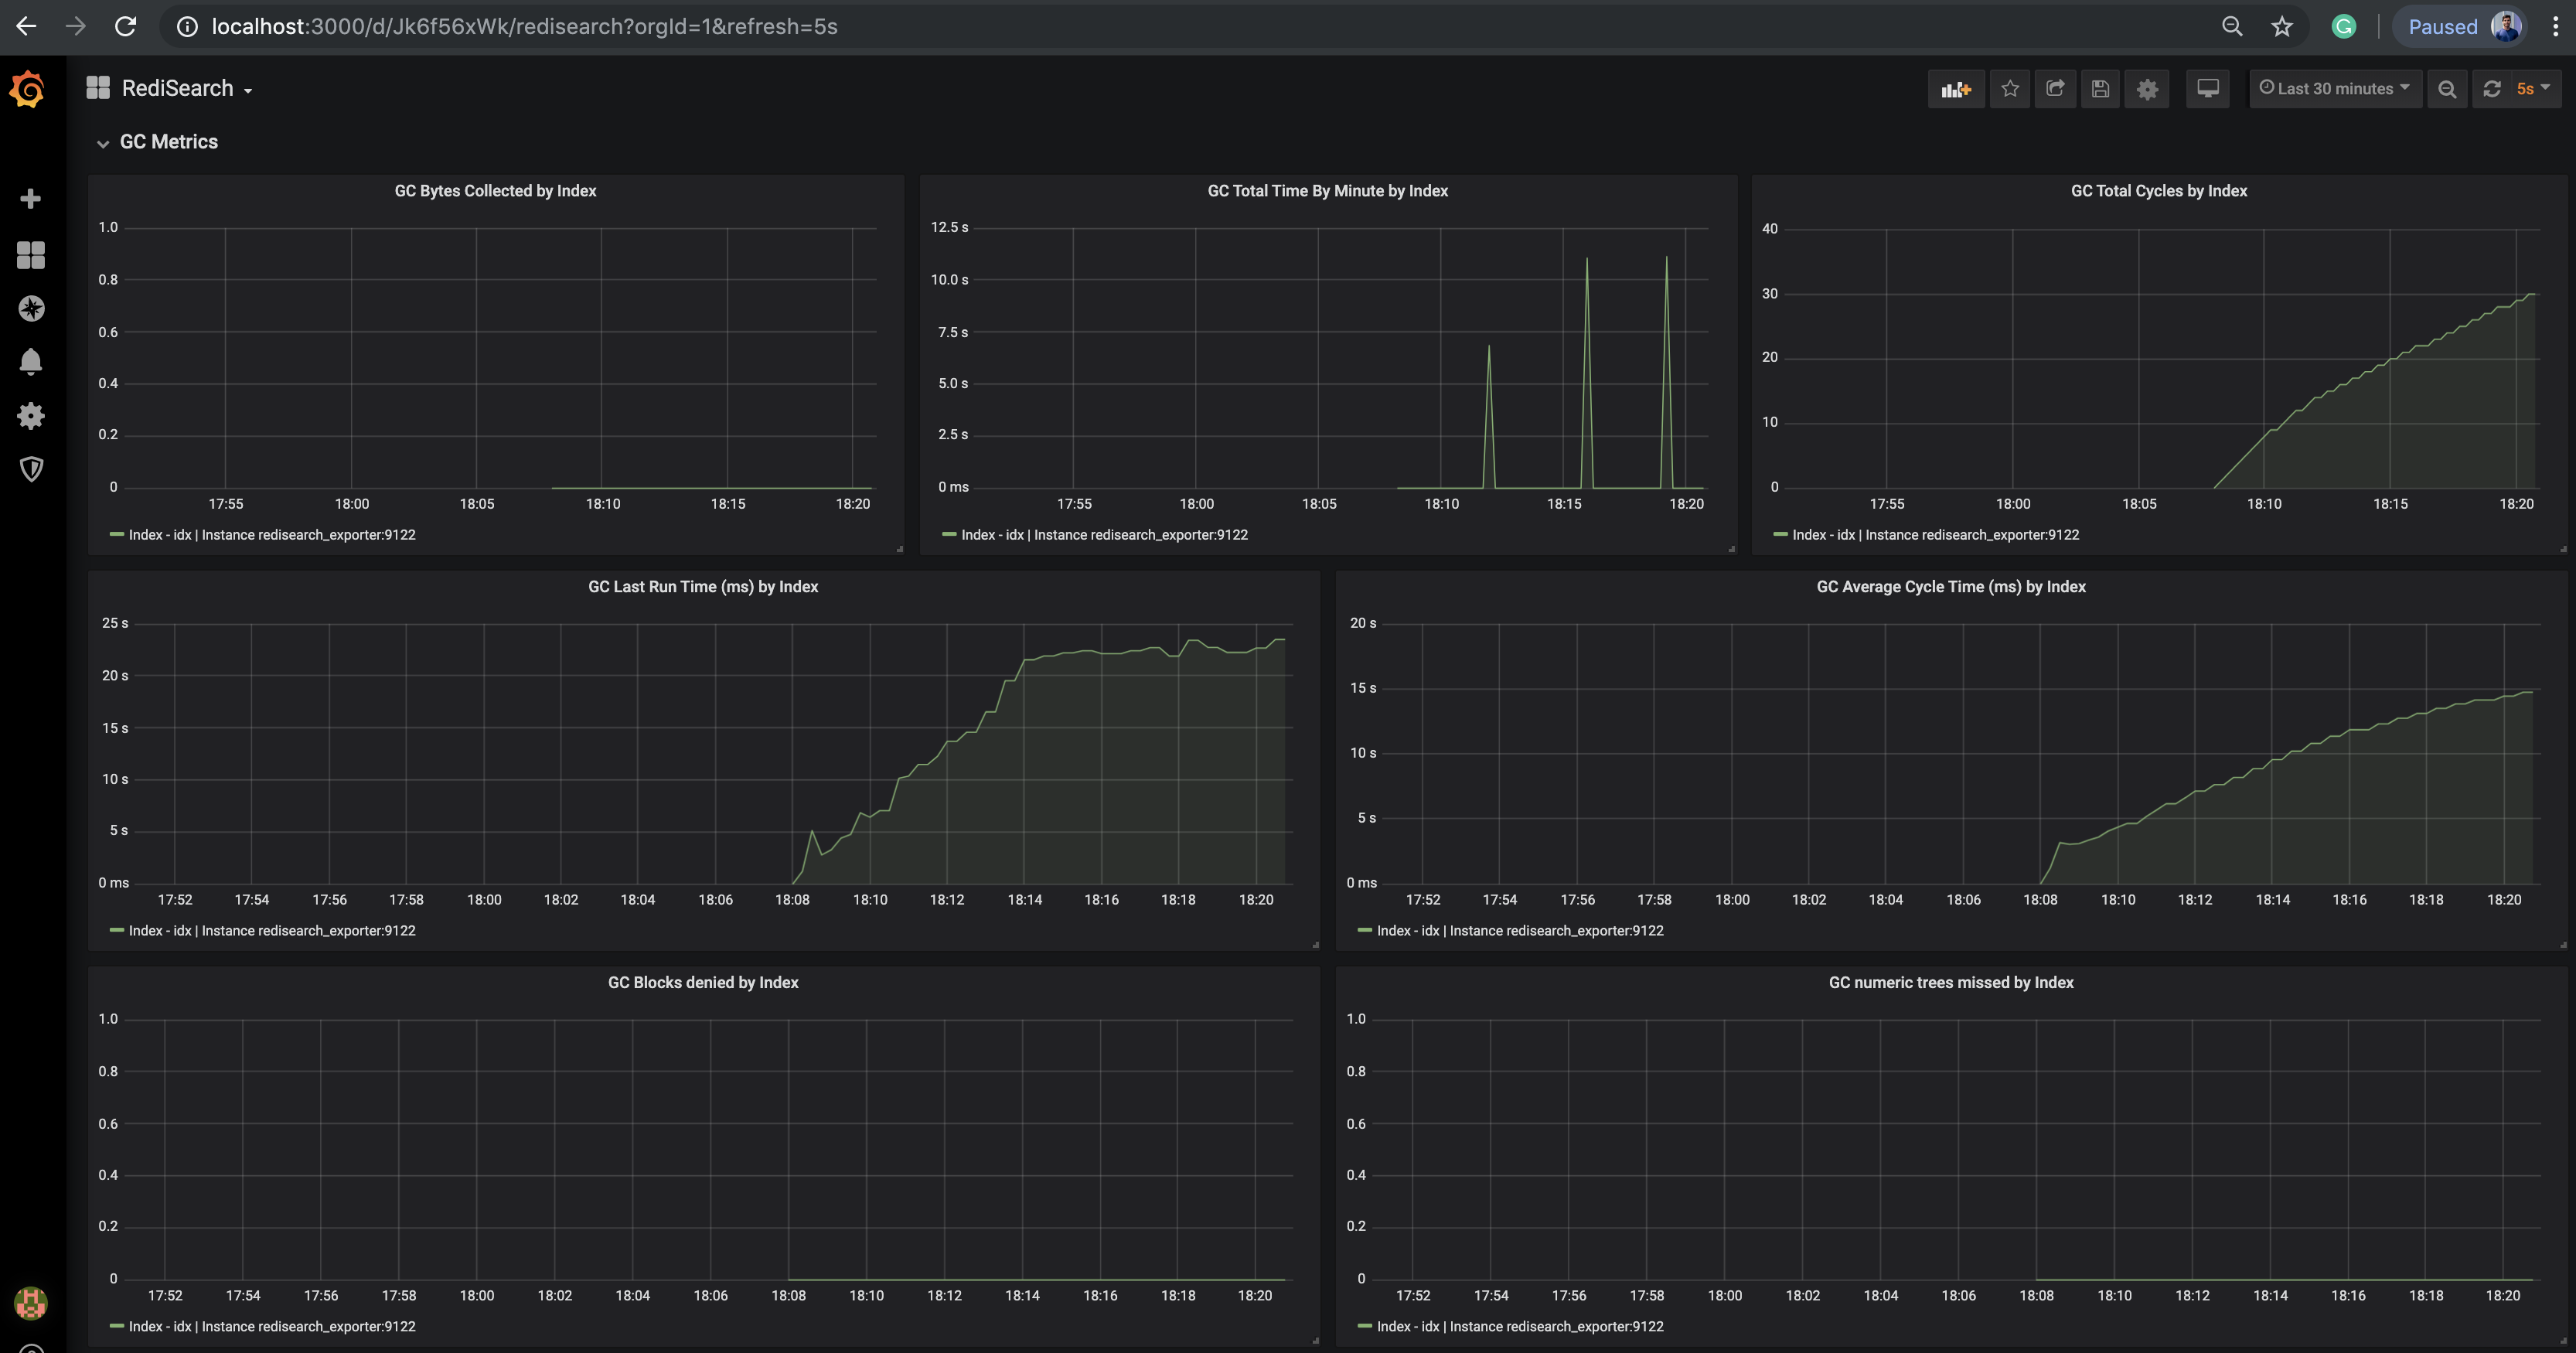 localhost:3000/d/Jk6f56xWk/redisearch?orgId=1&refresh=5s
Paused
RediSearch
Last 30 minutes
5s
GC Metrics
GC Bytes Collected by Index
1.0
0.8
0.6
0.4
0.2
0
17:55 18:00 18:05 18:10 18:15 18:20
Index - idx | Instance redisearch_exporter:9122
GC Total Time By Minute by Index
12.5 s
10.0 s
7.5 s
5.0 s
2.5 s
0 ms
17:55 18:00 18:05 18:10 18:15 18:20
Index - idx | Instance redisearch_exporter:9122
GC Total Cycles by Index
40
30
20
10
0
17:55 18:00 18:05 18:10 18:15 18:20
Index - idx | Instance redisearch_exporter:9122
GC Last Run Time (ms) by Index
25 s
20 s
15 s
10 s
5 s
0 ms
17:52 17:54 17:56 17:58 18:00 18:02 18:04 18:06 18:08 18:10 18:12 18:14 18:16 18:18 18:20
Index - idx | Instance redisearch_exporter:9122
GC Average Cycle Time (ms) by Index
20 s
15 s
10 s
5 s
0 ms
17:52 17:54 17:56 17:58 18:00 18:02 18:04 18:06 18:08 18:10 18:12 18:14 18:16 18:18 18:20
Index - idx | Instance redisearch_exporter:9122
GC Blocks denied by Index
1.0
0.8
0.6
0.4
0.2
0
17:52 17:54 17:56 17:58 18:00 18:02 18:04 18:06 18:08 18:10 18:12 18:14 18:16 18:18 18:20
Index - idx | Instance redisearch_exporter:9122
GC numeric trees missed by Index
1.0
0.8
0.6
0.4
0.2
0
17:52 17:54 17:56 17:58 18:00 18:02 18:04 18:06 18:08 18:10 18:12 18:14 18:16 18:18 18:20
Index - idx | Instance redisearch_exporter:9122